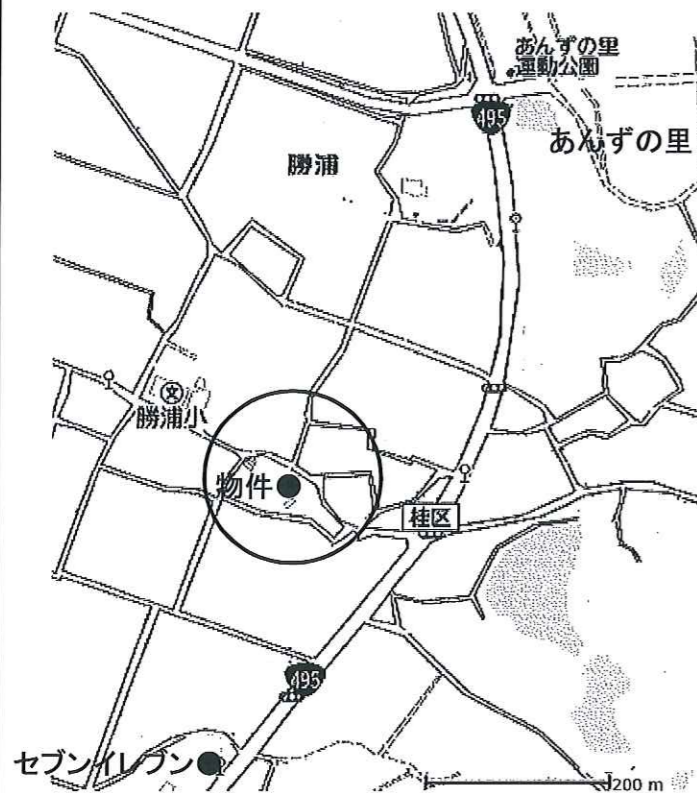 あんずの里
運動公園
495
あんずの里
勝浦
勝浦小
物件
桂区
495
セブンイレブン
200 m